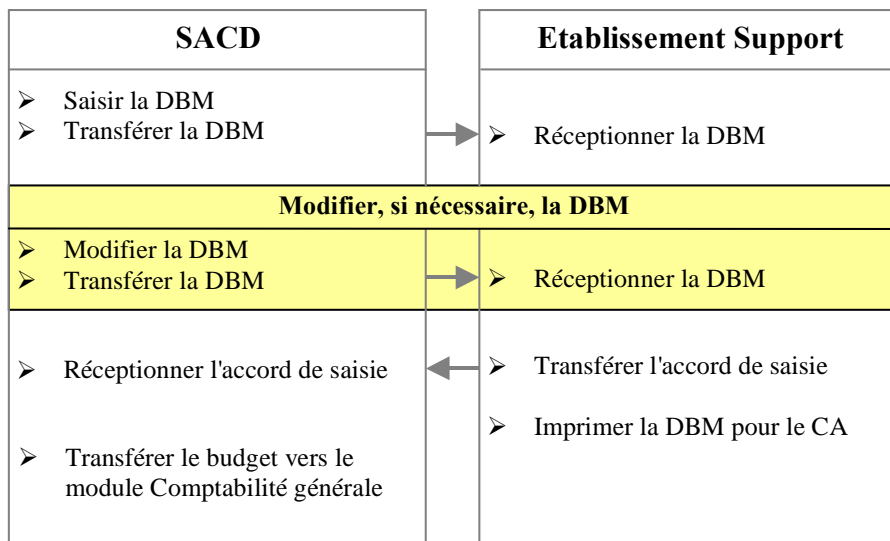 SACD
Etablissement Support
➢ Saisir la DBM
➢ Transférer la DBM
➢ Réceptionner la DBM
Modifier, si nécessaire, la DBM
➢ Modifier la DBM
➢ Transférer la DBM
➢ Réceptionner la DBM
➢ Réceptionner l'accord de saisie
➢ Transférer l'accord de saisie
➢ Imprimer la DBM pour le CA
➢ Transférer le budget vers le
module Comptabilité générale